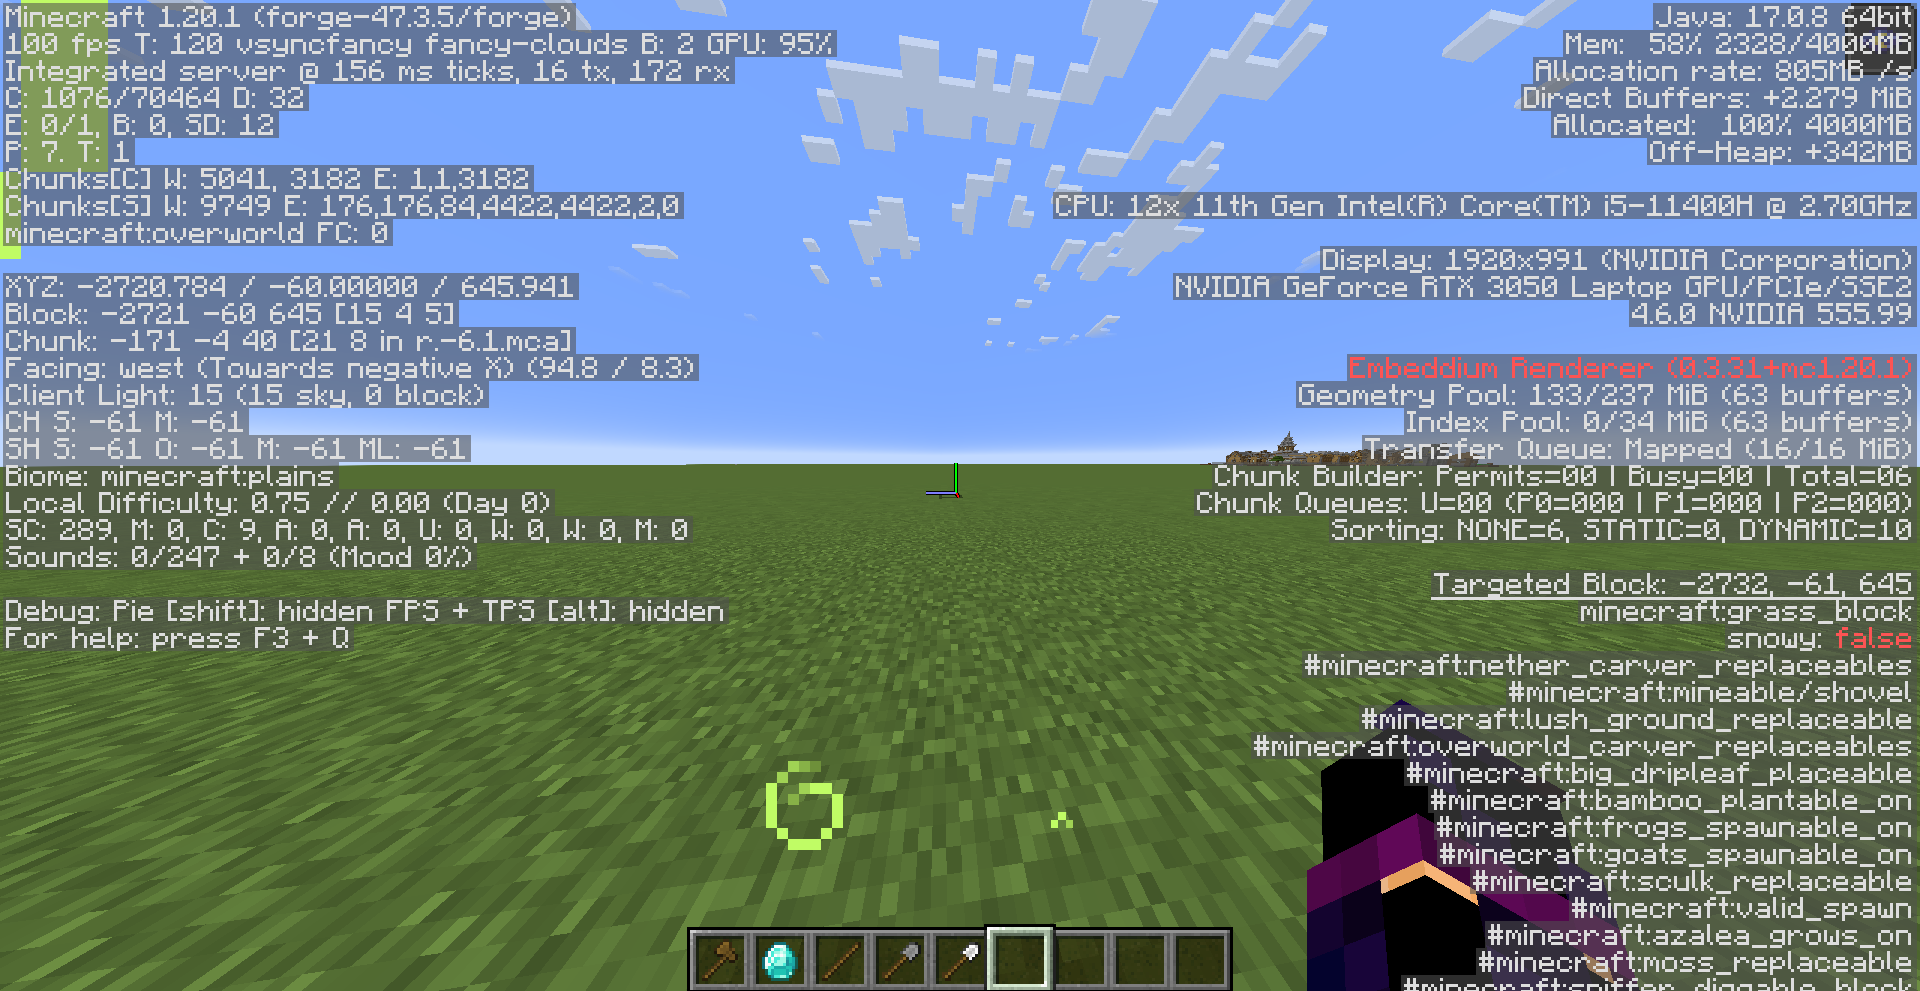 Minecraft 1.20.1 (forge-47.3.5/forge)
100 fps T: 120 vsyncfancy fancy-clouds B: 2 GPU: 95%
Integrated server @ 156 ms ticks, 16 tx, 172 rx
C: 1076/70464 D: 32
E: 0/1, B: 0, SD: 12
P: 7. T: 1
Chunks[C] W: 5041, 3182 E: 1,1,3182
Chunks[S] W: 9749 E: 176,176,84,4422,4422,2,0
minecraft:overworld FC: 0
XYZ: -2720.784 / -60.00000 / 645.941
Block: -2721 -60 645 [15 4 5]
Chunk: -171 -4 40 [21 8 in r.-6.1.mca]
Facing: west (Towards negative X) (94.8 / 8.3)
Client Light: 15 (15 sky, 0 block)
CH S: -61 M: -61
SH S: -61 O: -61 M: -61 ML: -61
Biome: minecraft:plains
Local Difficulty: 0.75 // 0.00 (Day 0)
SC: 289, M: 0, C: 9, A: 0, A: 0, U: 0, W: 0, W: 0, M: 0
Sounds: 0/247 + 0/8 (Mood 0%)
Debug: Pie [shift]: hidden FPS + TPS [alt]: hidden
For help: press F3 + Q
Java: 17.0.8 64bit
Mem: 58% 2328/4000MB
Allocation rate: 805MB /s
Direct Buffers: +2.279 MiB
Allocated: 100% 4000MB
Off-Heap: +342MB
CPU: 12x 11th Gen Intel(R) Core(TM) i5-11400H @ 2.70GHz
Display: 1920x991 (NVIDIA Corporation)
NVIDIA GeForce RTX 3050 Laptop GPU/PCIe/SSE2
4.6.0 NVIDIA 555.99
Embeddium Renderer (0.3.31+mc1.20.1)
Geometry Pool: 133/237 MiB (63 buffers)
Index Pool: 0/34 MiB (63 buffers)
Transfer Queue: Mapped (16/16 MiB)
Chunk Builder: Permits=00 | Busy=00 | Total=06
Chunk Queues: U=00 (P0=000 | P1=000 | P2=000)
Sorting: NONE=6, STATIC=0, DYNAMIC=10
Targeted Block: -2732, -61, 645
minecraft:grass_block
snowy: false
#minecraft:nether_carver_replaceables
#minecraft:mineable/shovel
#minecraft:lush_ground_replaceable
#minecraft:overworld_carver_replaceables
#minecraft:big_dripleaf_placeable
#minecraft:bamboo_plantable_on
#minecraft:frogs_spawnable_on
#minecraft:goats_spawnable_on
#minecraft:sculk_replaceable
#minecraft:valid_spawn
#minecraft:azalea_grows_on
#minecraft:moss_replaceable
#minecraft:sniffer_diggable_block